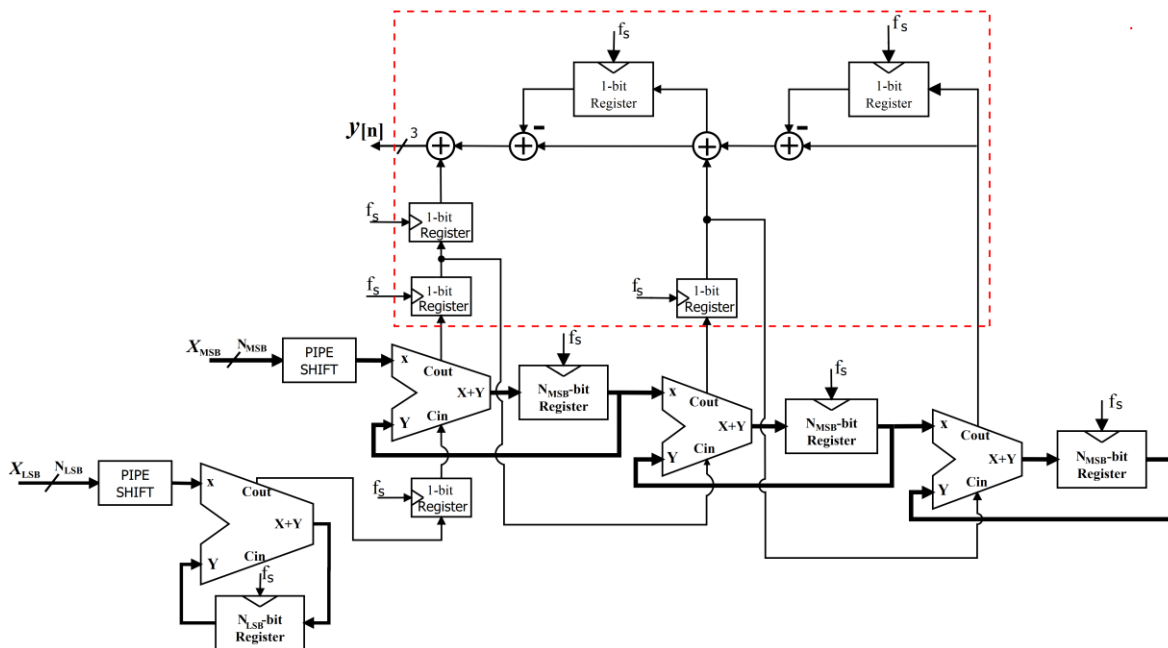 fs
fs
1-bit
Register
1-bit
Register
y[n]
3
fs
1-bit
Register
fs
1-bit
Register
fs
1-bit
Register
XMSB
NMSB
PIPE
SHIFT
x
Cout
X+Y
Cin
Y
fs
NMSB-bit
Register
x
Cout
X+Y
Cin
Y
fs
NMSB-bit
Register
x
Cout
X+Y
Cin
Y
fs
NMSB-bit
Register
XLSB
NLSB
PIPE
SHIFT
x
Cout
X+Y
Cin
Y
fs
1-bit
Register
fs
NLSB-bit
Register